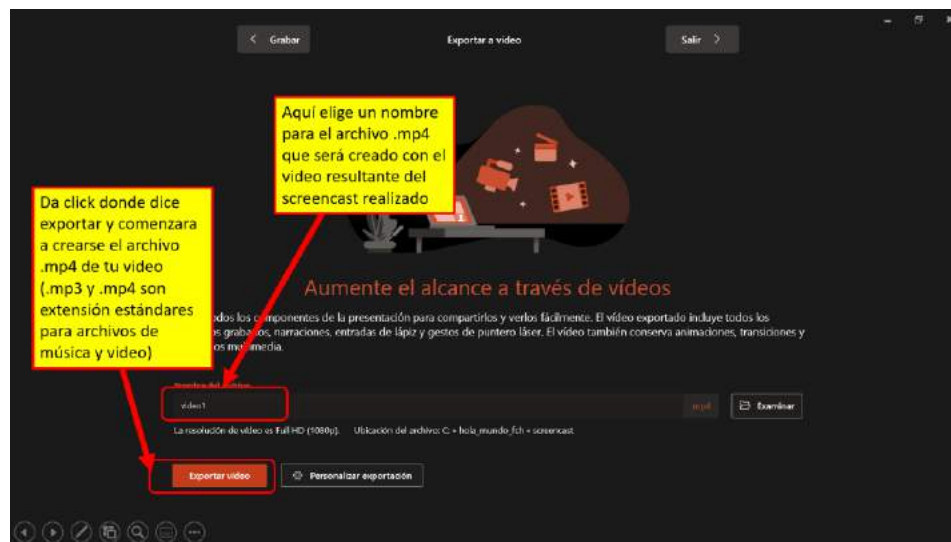 Grabar
Exportar a vídeo
Salir
Aquí elige un nombre
para el archivo .mp4
que será creado con el
video resultante del
screencast realizado
Da click donde dice
exportar y comenzara
a crearse el archivo
.mp4 de tu video
(.mp3 y .mp4 son
extensión estándares
para archivos de
música y video)
Aumente el alcance a través de vídeos
los componentes de la presentación para compartirlos y verlos fácilmente. El vídeo exportado incluye todos los
grabados, narraciones, entradas de lápiz y gestos de puntero láser. El vídeo también conserva animaciones, transiciones y
multimedia.
video1
.mp4
Examinar
La resolución de vídeo es Full HD (1080p). Ubicación del archivo: C: » hola_mundo_fch » screencast
Exportar vídeo
Personalizar exportación